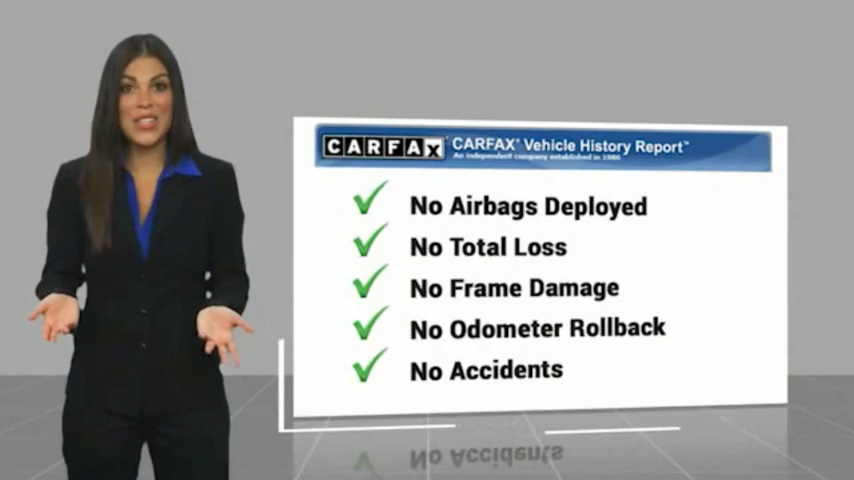 CARFAX CARFAX® Vehicle History Report™
An independent company established in 1986
No Airbags Deployed
No Total Loss
No Frame Damage
No Odometer Rollback
No Accidents
No Accidents